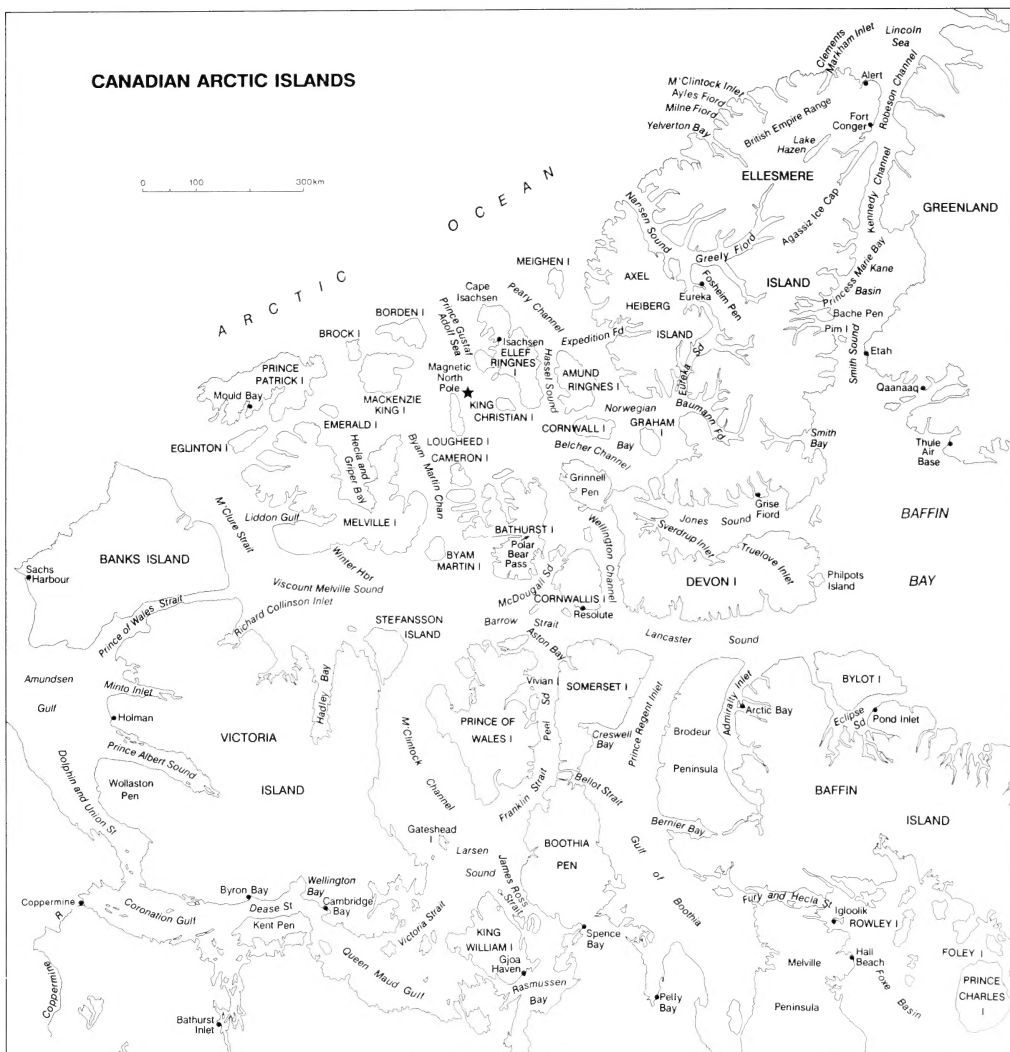 CANADIAN ARCTIC ISLANDS
0 100 300km
ARCTIC OCEAN
Clements
Markham Inlet
Lincoln
Sea
Alert
Robeson Channel
M'Clintock Inlet
Ayles Fiord
Milne Fiord
Yelverton Bay
British Empire Range
Fort
Conger
Lake
Hazen
ELLESMERE
Kennedy Channel
GREENLAND
Nansen Sound
Agassiz Ice Cap
Greely Fiord
MEIGHEN I
AXEL
HEIBERG
ISLAND
Eureka
Fosheim Pen
ISLAND
Princess Marie Bay
Kane
Basin
Bache Pen
Pim I
Smith Sound
Etah
Qaanaaq
Cape
Isachsen
Peary Channel
Prince Gustaf
Adolf Sea
BORDEN I
BROCK I
Isachsen
ELLEF
RINGNES
I
Hassel Sound
Expedition Fd
AMUND
RINGNES I
Eureka Sd
PRINCE
PATRICK I
Mould Bay
Magnetic
North
Pole
MACKENZIE
KING I
KING
CHRISTIAN I
Norwegian
Bay
Baumann Fd
CORNWALL I
GRAHAM
I
EMERALD I
EGLINTON I
Hecla and
Griper Bay
Byam Martin Chan
LOUGHEED I
CAMERON I
Belcher Channel
Smith
Bay
Thule
Air
Base
Grinnell
Pen
Grise
Fiord
BAFFIN
BAY
M'Clure Strait
Liddon Gulf
MELVILLE I
BATHURST I
Polar
Bear
Pass
Wellington Channel
Jones Sound
Sverdrup Inlet
Truelove Inlet
BANKS ISLAND
Sachs
Harbour
Winter Hbr
BYAM
MARTIN I
DEVON I
Philpots
Island
Viscount Melville Sound
McDougall Sd
CORNWALLIS I
Resolute
Prince of Wales Strait
Richard Collinson Inlet
STEFANSSON
ISLAND
Barrow Strait
Aston Bay
Lancaster Sound
Amundsen
Gulf
Minto Inlet
Holman
Hadley Bay
Vivian I
SOMERSET I
Prince Regent Inlet
Admiralty Inlet
BYLOT I
Arctic Bay
Eclipse
Sd
Pond Inlet
VICTORIA
ISLAND
Prince Albert Sound
Wollaston
Pen
M'Clintock
Channel
PRINCE OF
WALES I
Peel Sd
Creswell
Bay
Brodeur
Peninsula
Dolphin and Union St
Franklin Strait
Bellot Strait
BAFFIN
ISLAND
Bernier Bay
Gateshead
I
Larsen
Sound
BOOTHIA
PEN
Gulf of Boothia
James Ross
Strait
Coppermine
Coronation Gulf
Byron Bay
Wellington
Bay
Dease St
Cambridge
Bay
Kent Pen
Victoria Strait
Fury and Hecla St
Igloolik
ROWLEY I
Coppermine R
KING
WILLIAM I
Gjoa
Haven
Spence
Bay
Queen Maud Gulf
Rasmussen
Bay
Pelly
Bay
Melville
Peninsula
Hall
Beach
Foxe
Basin
FOLEY I
PRINCE
CHARLES
I
Bathurst
Inlet